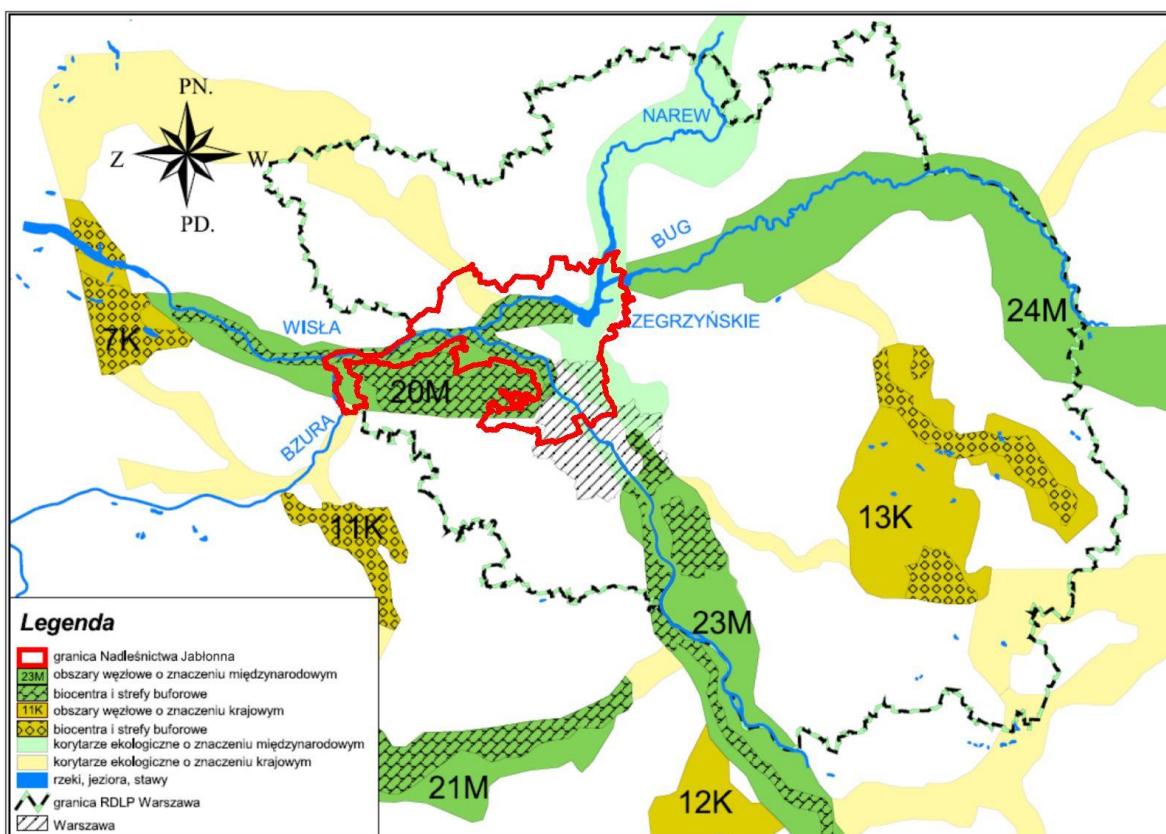 PN.
Z
W
PD.
NAREW
BUG
WISŁA
ZEGRZYŃSKIE
24M
7K
20M
BZURA
11K
13K
23M
21M
12K
Legenda
granica Nadleśnictwa Jabłonna
23M obszary węzłowe o znaczeniu międzynarodowym
biocentra i strefy buforowe
11K obszary węzłowe o znaczeniu krajowym
biocentra i strefy buforowe
korytarze ekologiczne o znaczeniu międzynarodowym
korytarze ekologiczne o znaczeniu krajowym
rzeki, jeziora, stawy
granica RDLP Warszawa
Warszawa